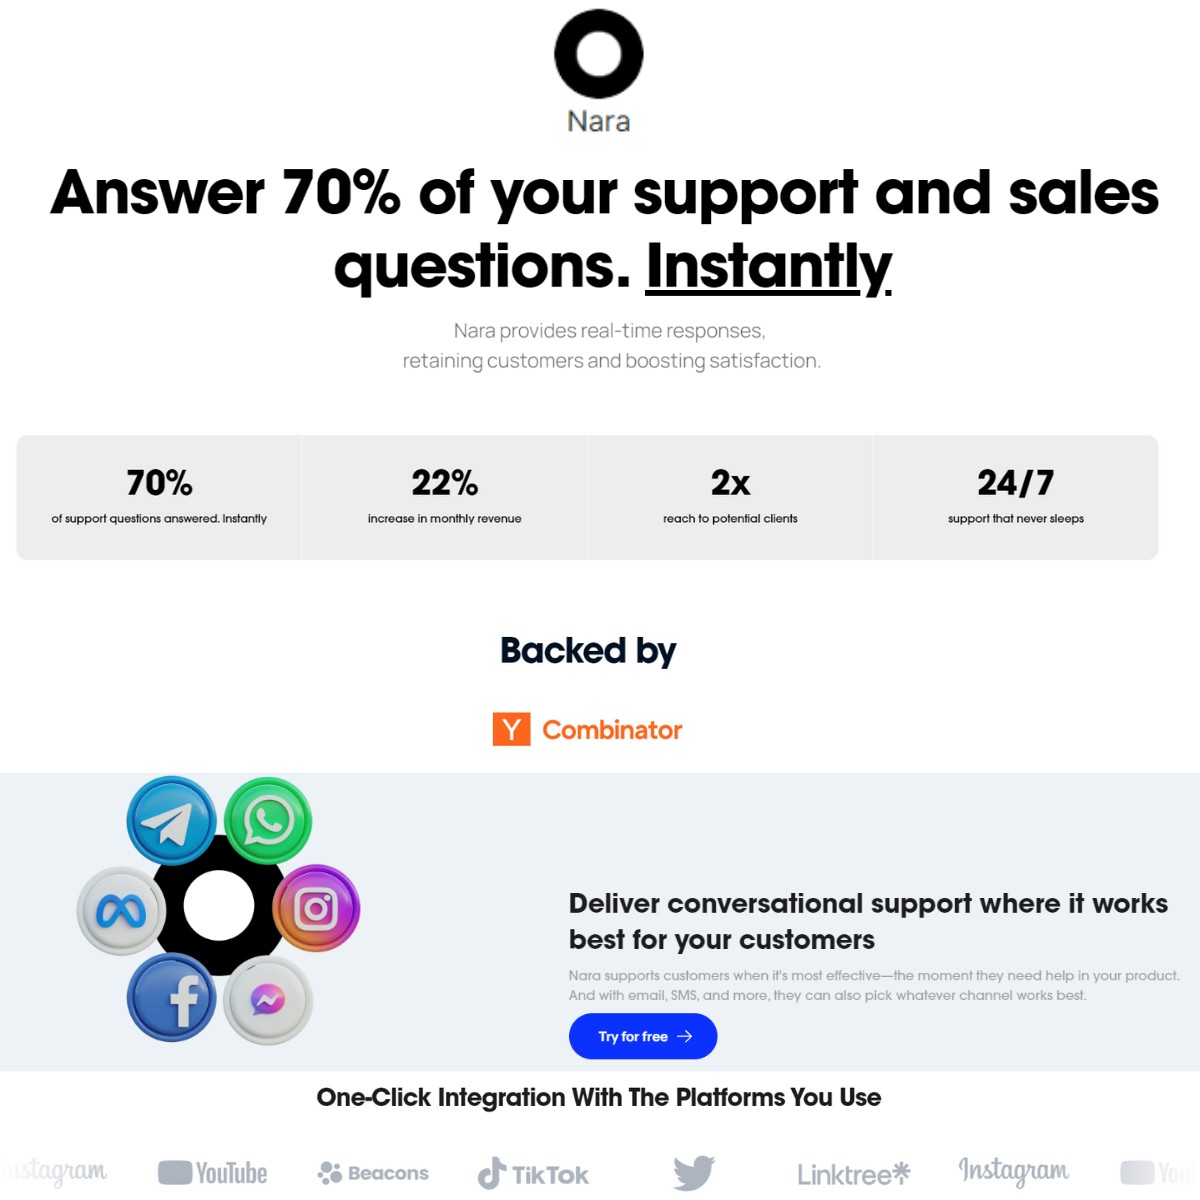 Nara
Answer 70% of your support and sales
questions. Instantly
Nara provides real-time responses,
retaining customers and boosting satisfaction.
70%
of support questions answered. Instantly
22%
increase in monthly revenue
2x
reach to potential clients
24/7
support that never sleeps
Backed by
Y Combinator
Deliver conversational support where it works
best for your customers
Nara supports customers when it's most effective—the moment they need help in your product.
And with email, SMS, and more, they can also pick whatever channel works best.
Try for free →
One-Click Integration With The Platforms You Use
nstagram YouTube Beacons TikTok Linktree Instagram You